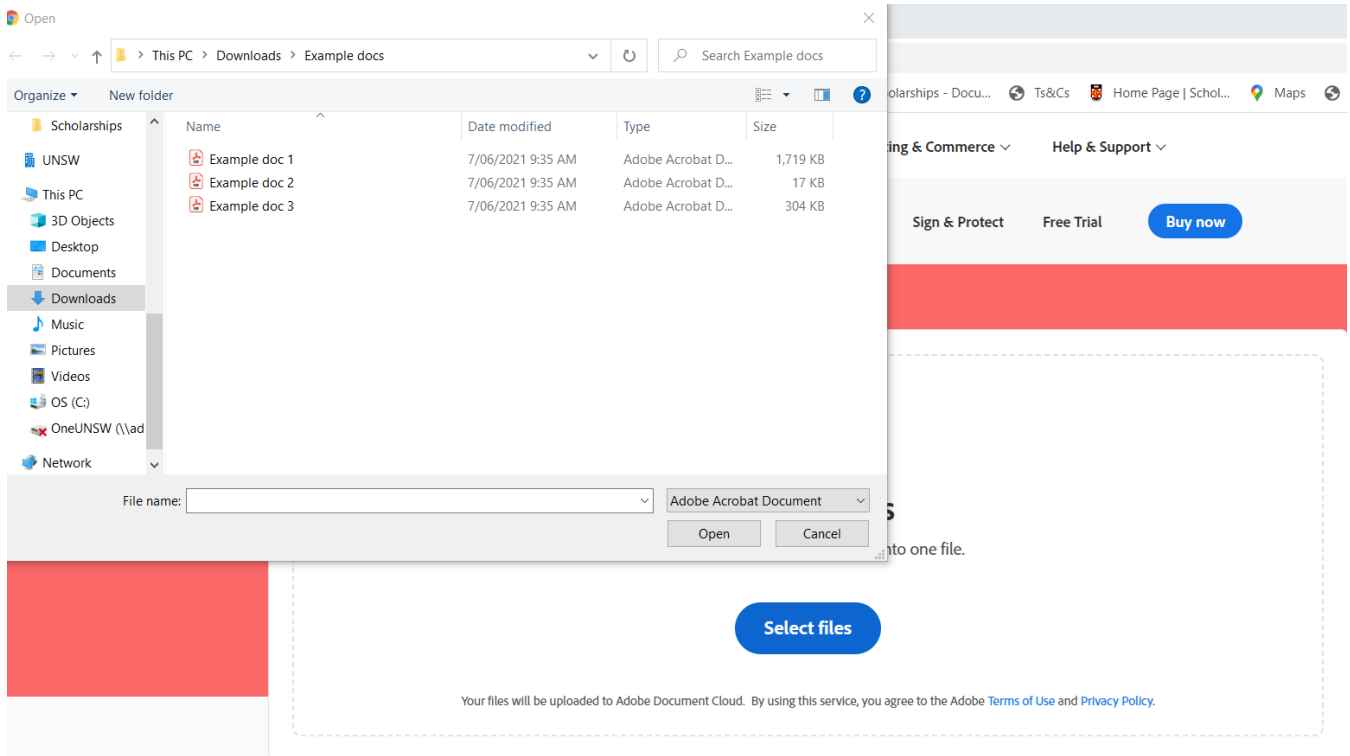 Open
This PC > Downloads > Example docs
Search Example docs
Organize
New folder
olarships - Docu...
Ts&Cs
Home Page | Schol...
Maps
Scholarships
UNSW
This PC
3D Objects
Desktop
Documents
Downloads
Music
Pictures
Videos
OS (C:)
OneUNSW (\\ad
Network
Name Date modified Type Size
Example doc 1 7/06/2021 9:35 AM Adobe Acrobat D... 1,719 KB
Example doc 2 7/06/2021 9:35 AM Adobe Acrobat D... 17 KB
Example doc 3 7/06/2021 9:35 AM Adobe Acrobat D... 304 KB
ing & Commerce
Help & Support
Sign & Protect
Free Trial
Buy now
File name:
Adobe Acrobat Document
Open
Cancel
s
nto one file.
Select files
Your files will be uploaded to Adobe Document Cloud. By using this service, you agree to the Adobe Terms of Use and Privacy Policy.